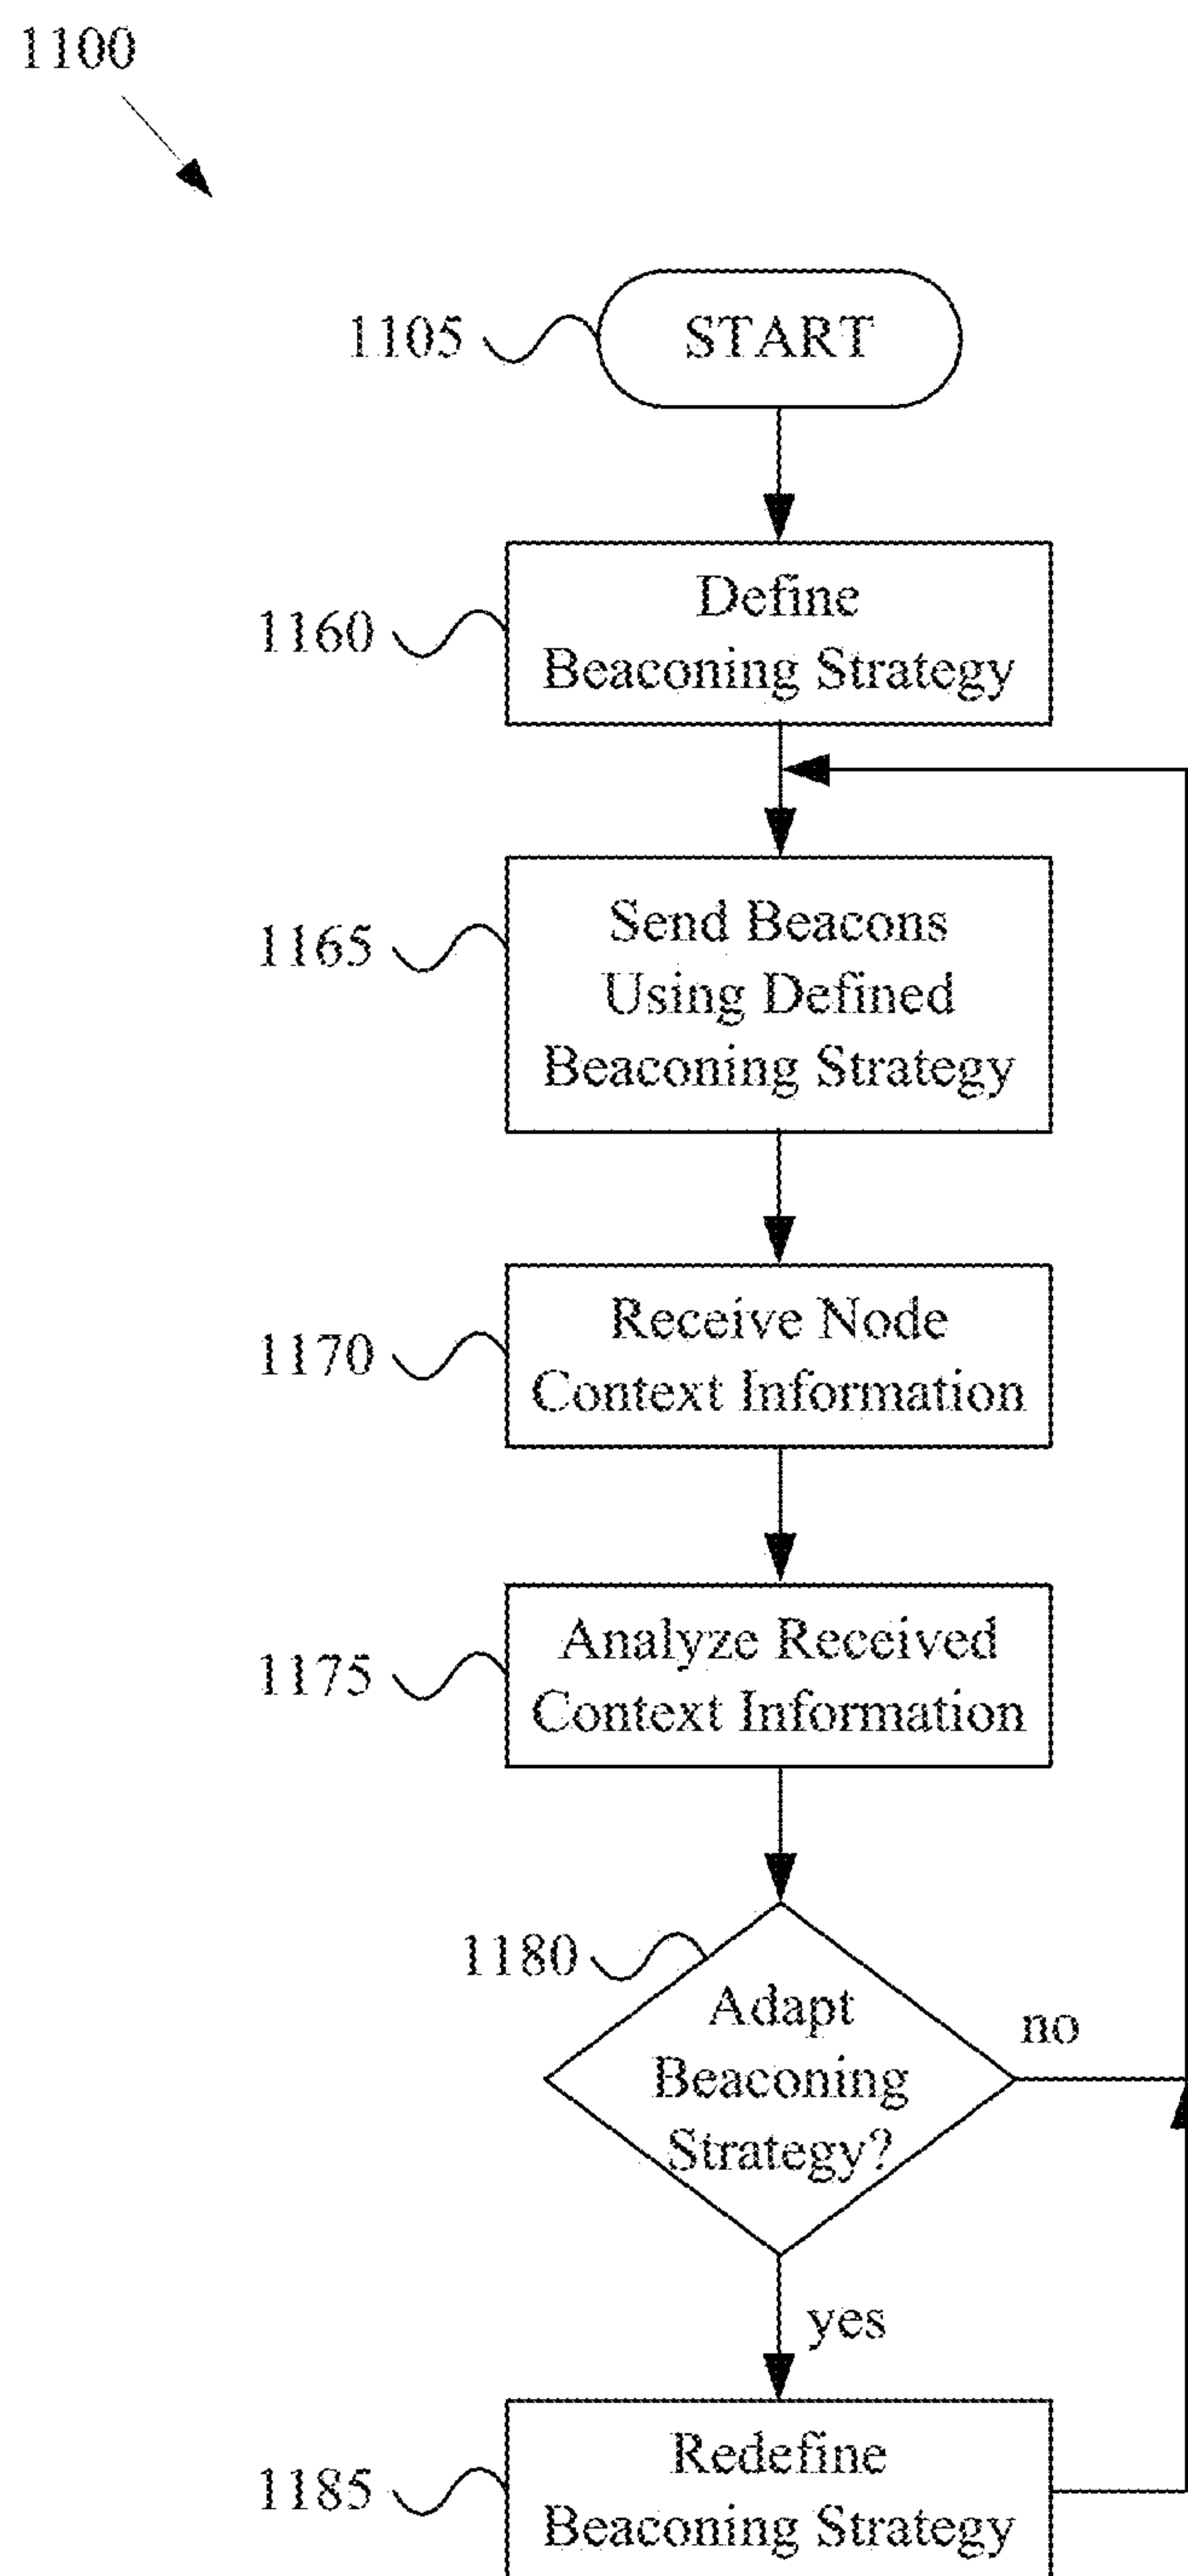 1100
1105
START
1160
Define
Beaconing Strategy
1165
Send Beacons
Using Defined
Beaconing Strategy
1170
Receive Node
Context Information
1175
Analyze Received
Context Information
1180
Adapt
Beaconing
Strategy?
no
yes
1185
Redefine
Beaconing Strategy